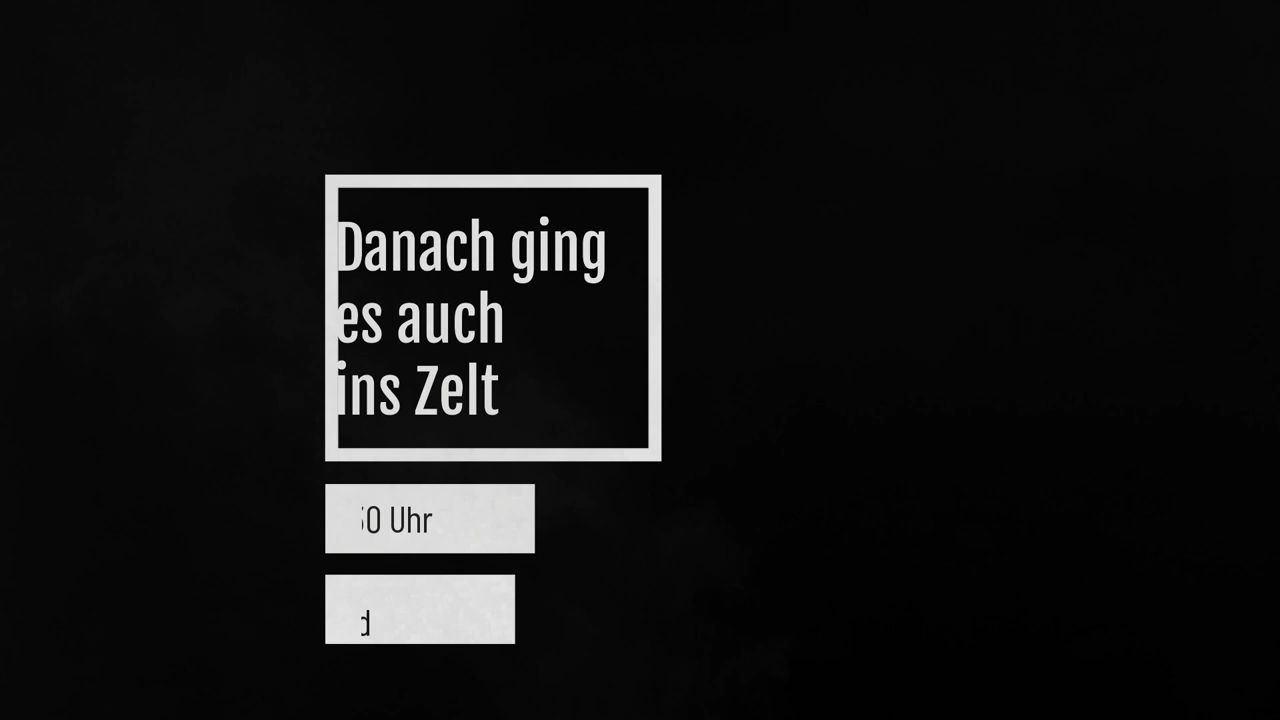 Danach ging
es auch
ins Zelt
0 Uhr
d